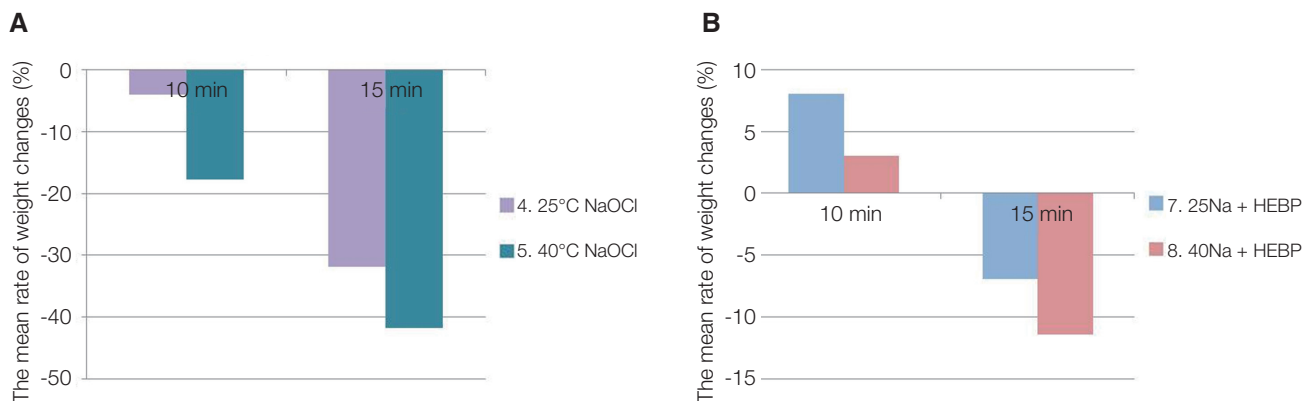 A
The mean rate of weight changes (%)
0
-10
-20
-30
-40
-50
10 min
15 min
4. 25°C NaOCl
5. 40°C NaOCl
B
The mean rate of weight changes (%)
10
5
0
-5
-10
-15
10 min
15 min
7. 25Na + HEBP
8. 40Na + HEBP